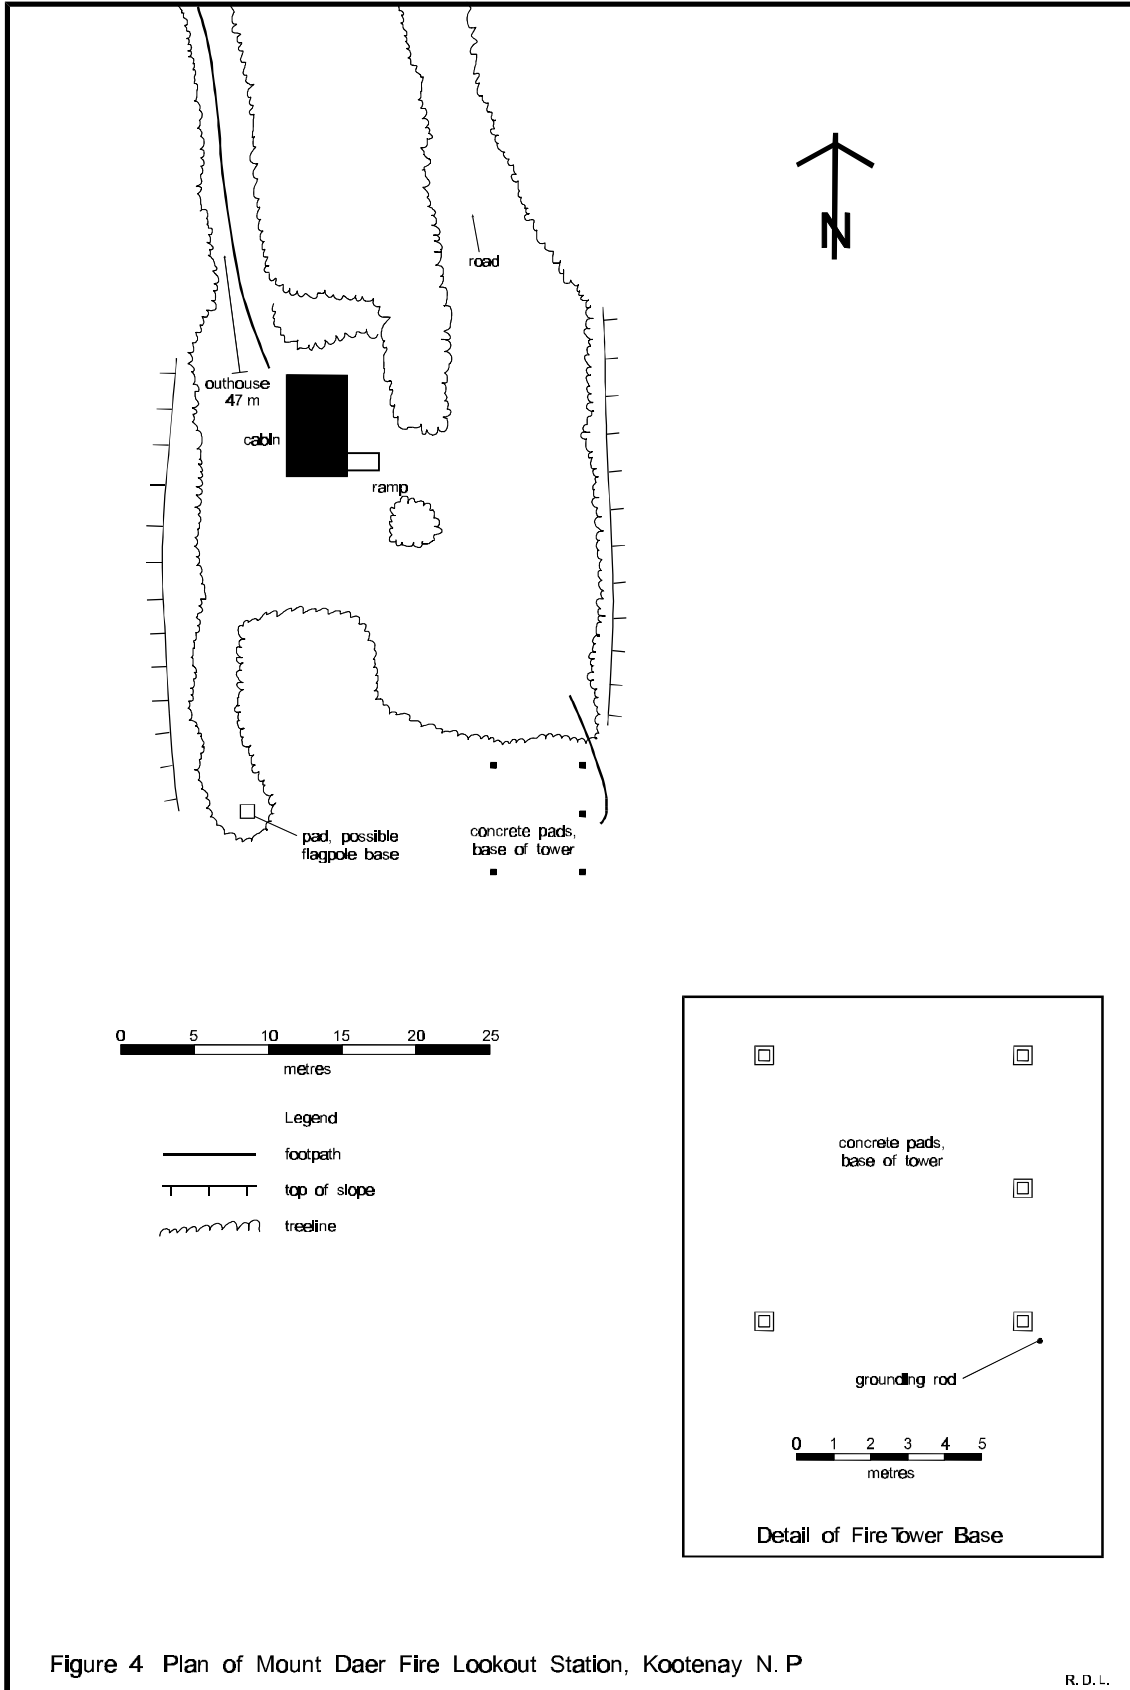 N
road
outhouse
47 m
cabin
ramp
pad, possible
flagpole base
concrete pads,
base of tower
0 5 10 15 20 25
metres
Legend
footpath
top of slope
treeline
concrete pads,
base of tower
grounding rod
0 1 2 3 4 5
metres
Detail of Fire Tower Base
Figure 4 Plan of Mount Daer Fire Lookout Station, Kootenay N. P
R. D. L.